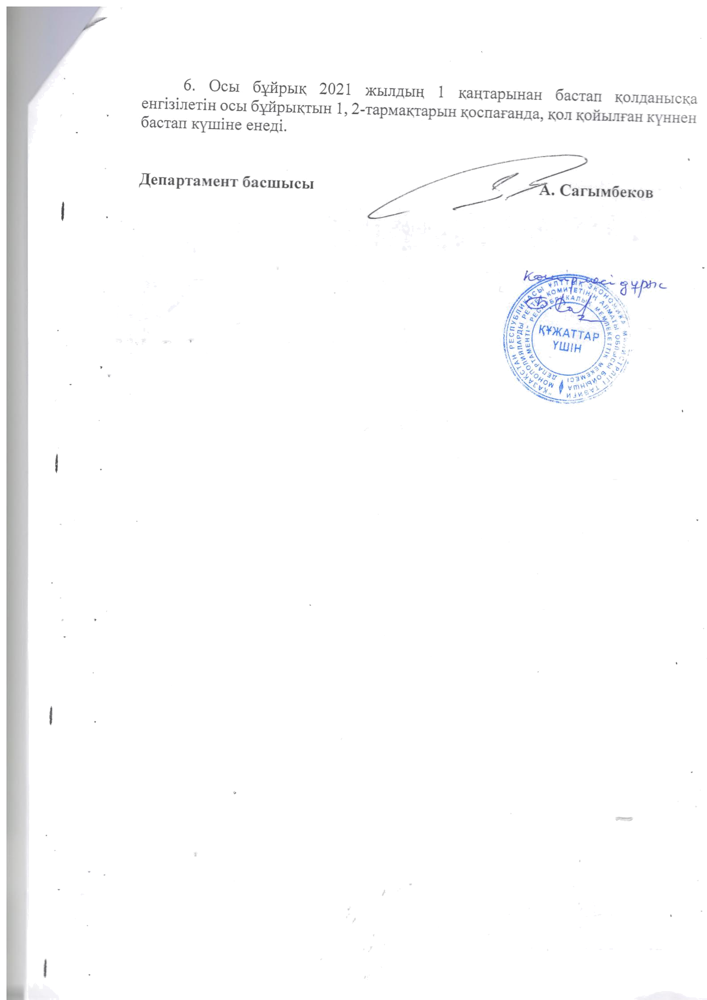 6. Осы бұйрық 2021 жылдың 1 қаңтарынан бастап қолданысқа
енгізілетін осы бұйрықтын 1, 2-тармақтарын қоспағанда, қол қойылған күннен
бастап күшіне енеді.
Департамент басшысы
А. Сагымбеков
Көшірмесі дұрыс
"ҚАЗАҚСТАН РЕСПУБЛИКАСЫ ҰЛТТЫҚ ЭКОНОМИКА МИНИСТРЛІГІ ТАБИҒИ
МОНОПОЛИЯЛАРДЫ РЕТТЕУ КОМИТЕТІНІҢ АЛМАТЫ ОБЛЫСЫ БОЙЫНША
ДЕПАРТАМЕНТІ" РЕСПУБЛИКАЛЫҚ МЕМЛЕКЕТТІК МЕКЕМЕСІ
ҚҰЖАТТАР
ҮШІН